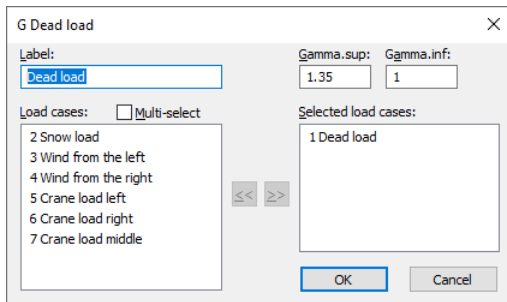 G Dead load
Label:
Gamma.sup: Gamma.inf:
Dead load
1.35 1
Load cases: Multi-select
Selected load cases:
2 Snow load
3 Wind from the left
4 Wind from the right
5 Crane load left
6 Crane load right
7 Crane load middle
<< >>
1 Dead load
OK Cancel